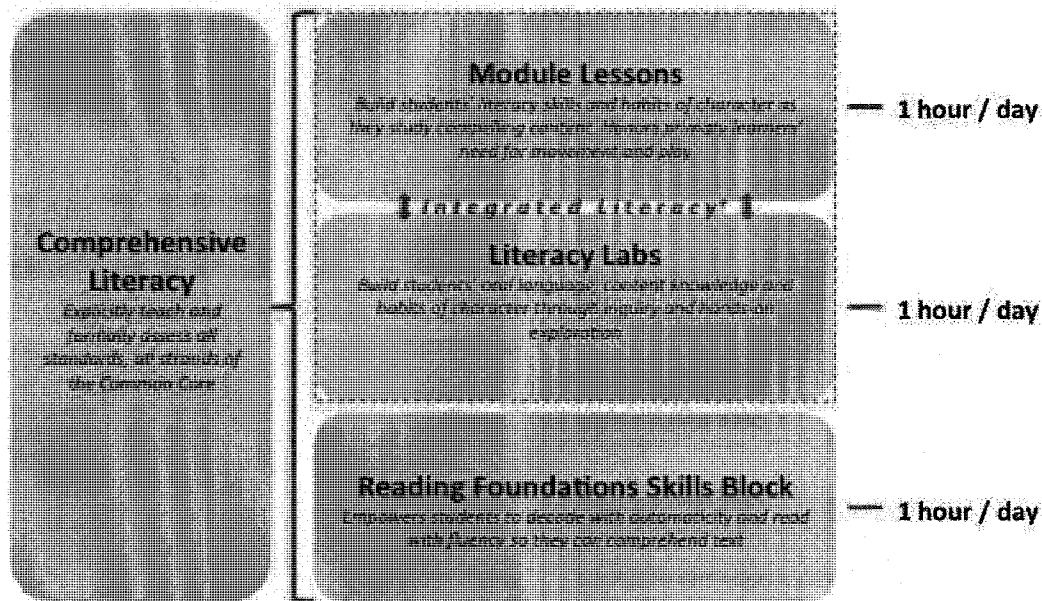 Comprehensive
Literacy
Explicitly teach and
formally assess all
standards, all strands of
the Common Core
Module Lessons
Build students' literacy skills and habits of character as
they study compelling content. Honors primary learners'
need for movement and play
1 hour / day
Integrated Literacy*
Literacy Labs
Build students' oral language, content knowledge and
habits of character through inquiry and hands-on
exploration
1 hour / day
Reading Foundations Skills Block
Empowers students to decode with automaticity and read
with fluency so they can comprehend text
1 hour / day